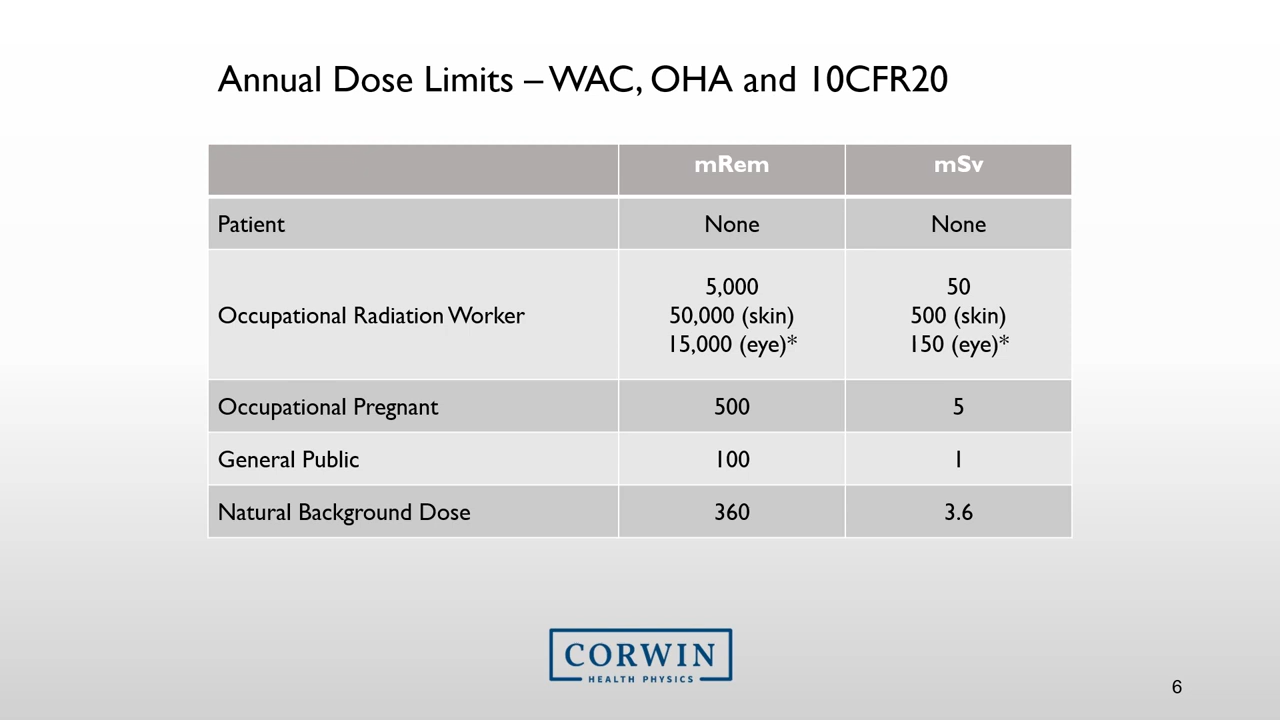 Annual Dose Limits – WAC, OHA and 10CFR20
mRem mSv
Patient None None
Occupational Radiation Worker 5,000 50
50,000 (skin) 500 (skin)
15,000 (eye)* 150 (eye)*
Occupational Pregnant 500 5
General Public 100 1
Natural Background Dose 360 3.6
CORWIN
HEALTH PHYSICS
6